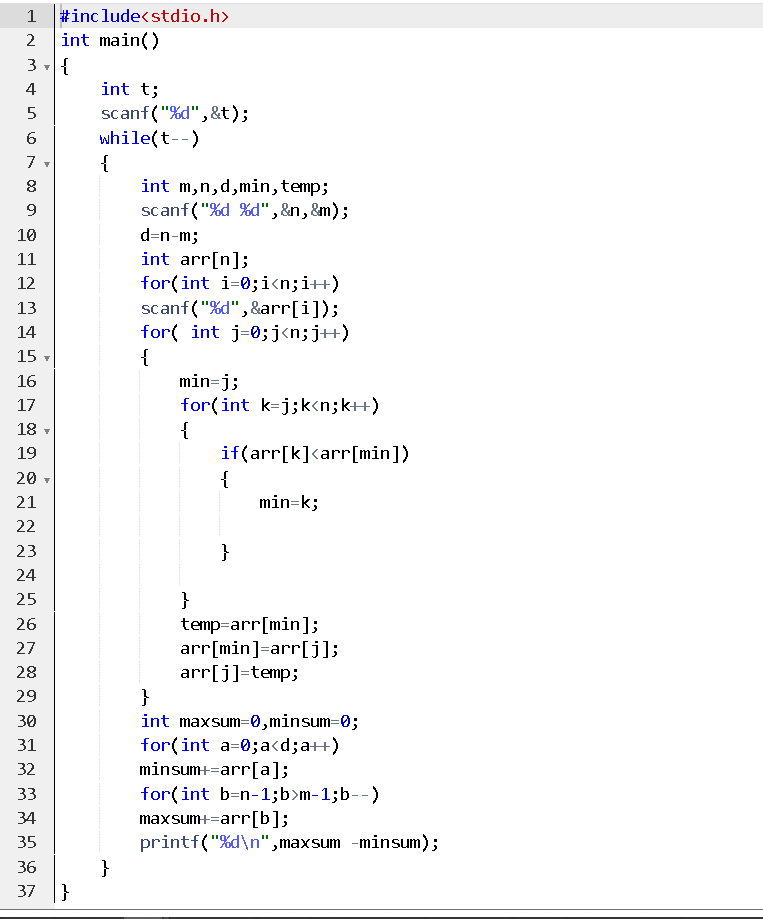 1 #include<stdio.h>
2 int main()
3 {
4 int t;
5 scanf("%d",&t);
6 while(t--)
7 {
8 int m,n,d,min,temp;
9 scanf("%d %d",&n,&m);
10 d=n-m;
11 int arr[n];
12 for(int i=0;i<n;i++)
13 scanf("%d",&arr[i]);
14 for( int j=0;j<n;j++)
15 {
16 min=j;
17 for(int k=j;k<n;k++)
18 {
19 if(arr[k]<arr[min])
20 {
21 min=k;
22
23 }
24
25 }
26 temp=arr[min];
27 arr[min]=arr[j];
28 arr[j]=temp;
29 }
30 int maxsum=0,minsum=0;
31 for(int a=0;a<d;a++)
32 minsum+=arr[a];
33 for(int b=n-1;b>m-1;b--)
34 maxsum+=arr[b];
35 printf("%d\n",maxsum -minsum);
36 }
37 }